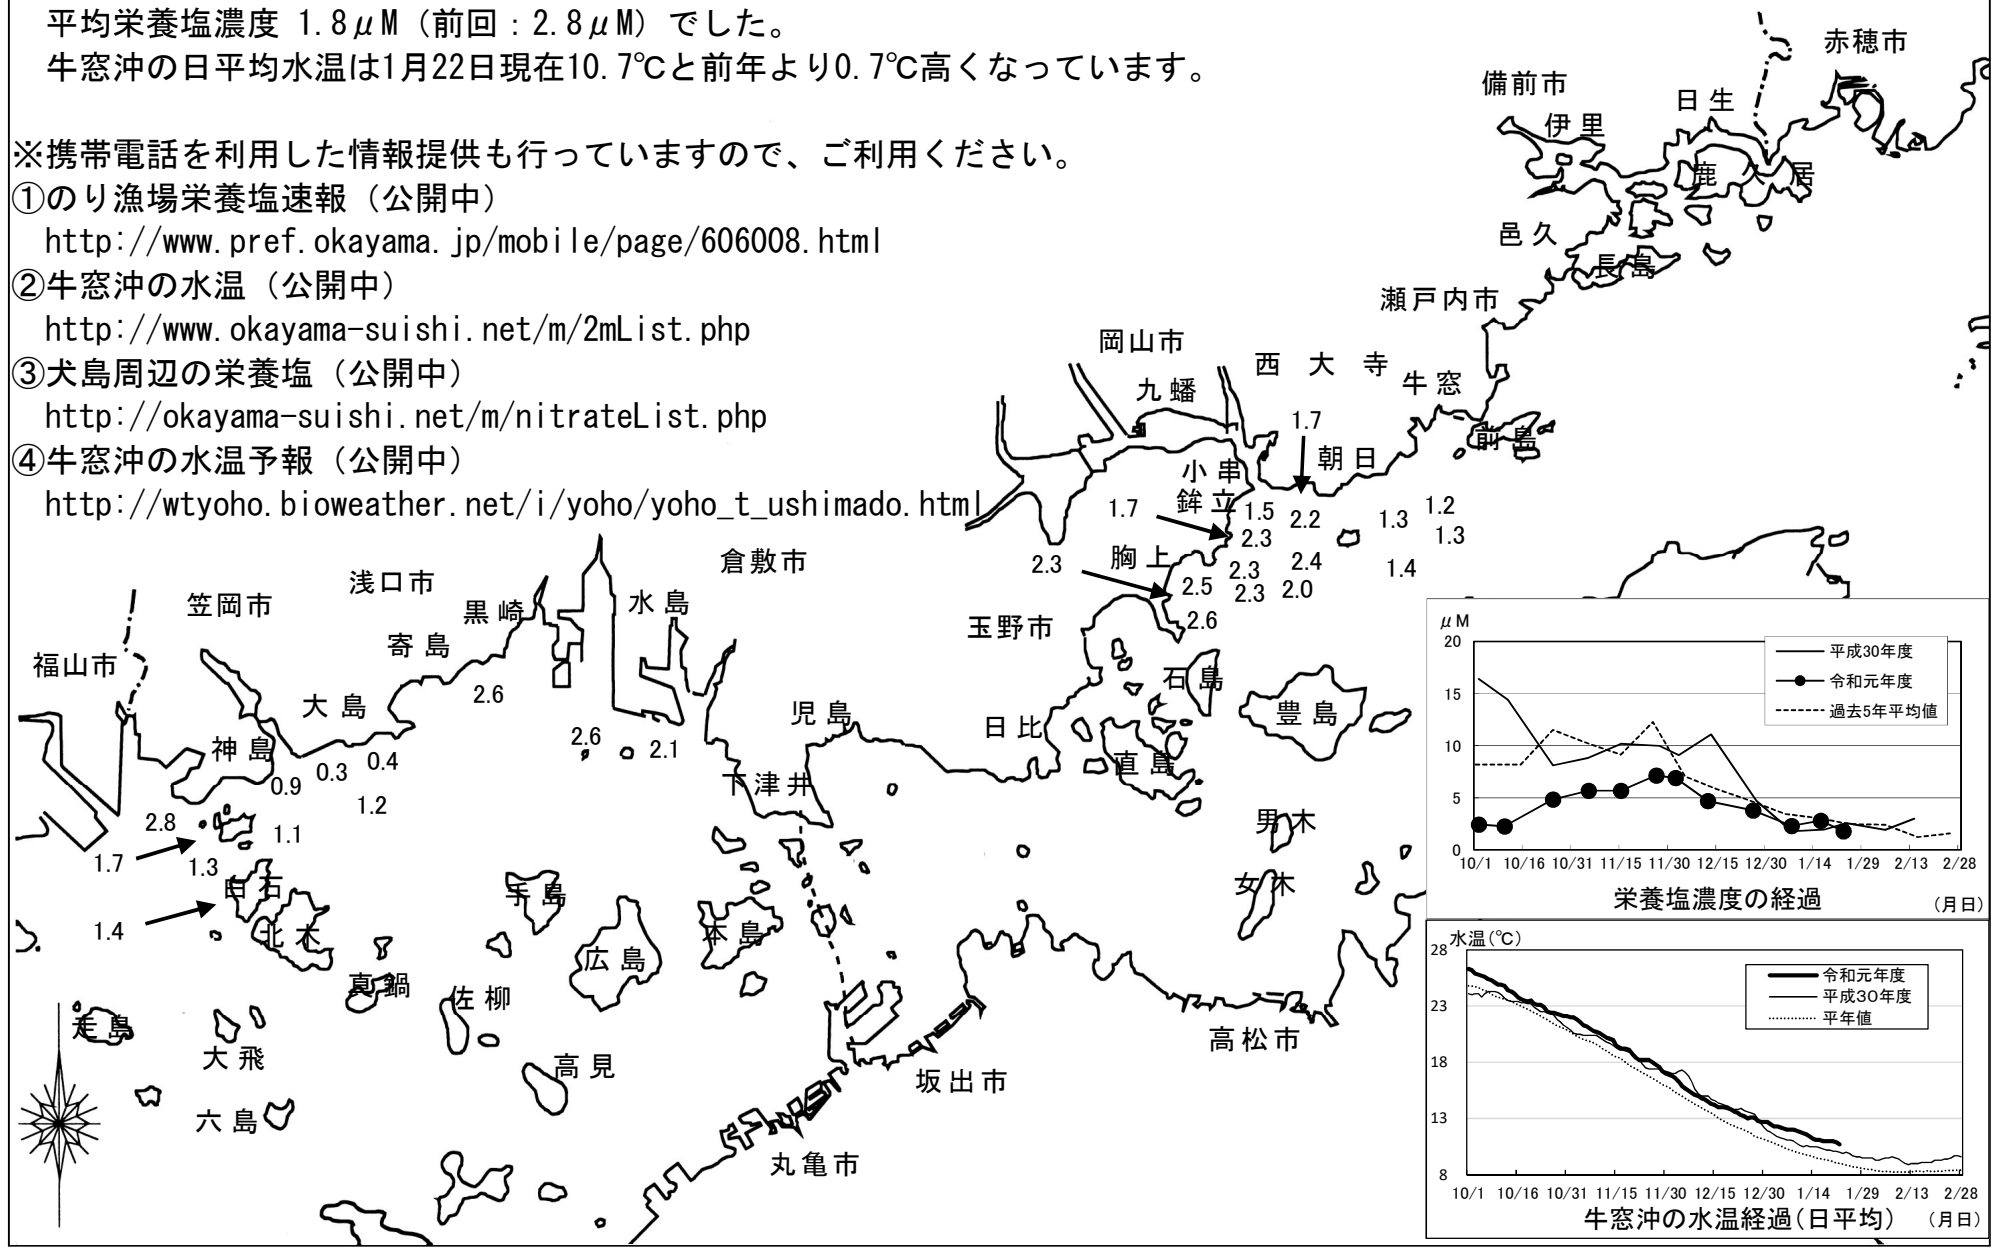 平均栄養塩濃度 1.8μM（前回：2.8μM）でした。
牛窓沖の日平均水温は1月22日現在10.7℃と前年より0.7℃高くなっています。
※携帯電話を利用した情報提供も行っていますので、ご利用ください。
①のり漁場栄養塩速報（公開中）
http://www.pref.okayama.jp/mobile/page/606008.html
②牛窓沖の水温（公開中）
http://www.okayama-suishi.net/m/2mList.php
③犬島周辺の栄養塩（公開中）
http://okayama-suishi.net/m/nitrateList.php
④牛窓沖の水温予報（公開中）
http://wtyoho.bioweather.net/i/yoho/yoho_t_ushimado.html
赤穂市
備前市
日生
伊里
鹿久居
邑久
長島
瀬戸内市
岡山市
西大寺
九蟠
牛窓
前島
1.7
朝日
小串
鉾立
1.7
1.5
2.2
1.3
1.2
2.3
1.3
胸上
2.3
2.3
2.4
1.4
2.5
2.3
2.0
2.6
倉敷市
浅口市
笠岡市
黒崎
水島
寄島
玉野市
福山市
大島
2.6
石島
児島
日比
豊島
神島
2.6
2.1
直島
0.9
0.3
0.4
下津井
1.2
2.8
1.1
男木
1.7
1.3
白石
手島
女木
1.4
北木
広島
本島
真鍋
佐柳
走島
大飛
高見
高松市
坂出市
六島
丸亀市
μM
20
15
10
5
0
平成30年度
令和元年度
過去5年平均値
10/1 10/16 10/31 11/15 11/30 12/15 12/30 1/14 1/29 2/13 2/28
栄養塩濃度の経過 （月日）
水温(℃)
28
23
18
13
8
令和元年度
平成30年度
平年値
10/1 10/16 10/31 11/15 11/30 12/15 12/30 1/14 1/29 2/13 2/28
牛窓沖の水温経過(日平均) （月日）